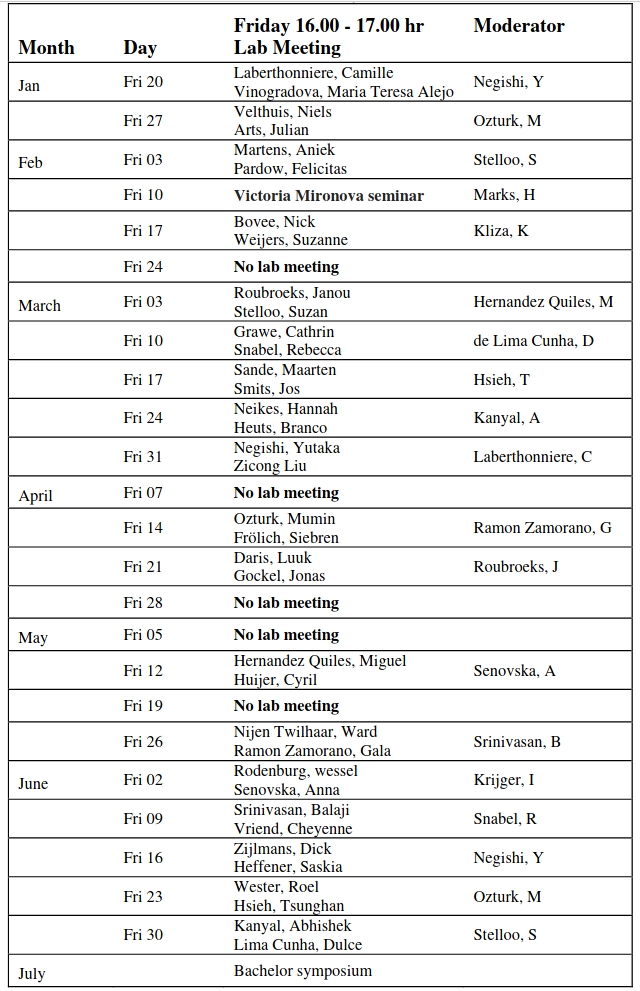 Month Day Friday 16.00 - 17.00 hr Moderator
Lab Meeting
Jan Fri 20 Laberthonniere, Camille Negishi, Y
Vinogradova, Maria Teresa Alejo
Fri 27 Velthuis, Niels Ozturk, M
Arts, Julian
Feb Fri 03 Martens, Aniek Stelloo, S
Pardow, Felicitas
Fri 10 Victoria Mironova seminar Marks, H
Fri 17 Bovee, Nick Kliza, K
Weijers, Suzanne
Fri 24 No lab meeting
March Fri 03 Roubroeks, Janou Hernandez Quiles, M
Stelloo, Suzan
Fri 10 Grawe, Cathrin de Lima Cunha, D
Snabel, Rebecca
Fri 17 Sande, Maarten Hsieh, T
Smits, Jos
Fri 24 Neikes, Hannah Kanyal, A
Heuts, Branco
Fri 31 Negishi, Yutaka Laberthonniere, C
Zicong Liu
April Fri 07 No lab meeting
Fri 14 Ozturk, Mumin Ramon Zamorano, G
Frölich, Siebren
Fri 21 Daris, Luuk Roubroeks, J
Gockel, Jonas
Fri 28 No lab meeting
May Fri 05 No lab meeting
Fri 12 Hernandez Quiles, Miguel Senovska, A
Huijer, Cyril
Fri 19 No lab meeting
Fri 26 Nijen Twilhaar, Ward Srinivasan, B
Ramon Zamorano, Gala
June Fri 02 Rodenburg, wessel Krijger, I
Senovska, Anna
Fri 09 Srinivasan, Balaji Snabel, R
Vriend, Cheyenne
Fri 16 Zijlmans, Dick Negishi, Y
Heffener, Saskia
Fri 23 Wester, Roel Ozturk, M
Hsieh, Tsunghan
Fri 30 Kanyal, Abhishek Stelloo, S
Lima Cunha, Dulce
July Bachelor symposium